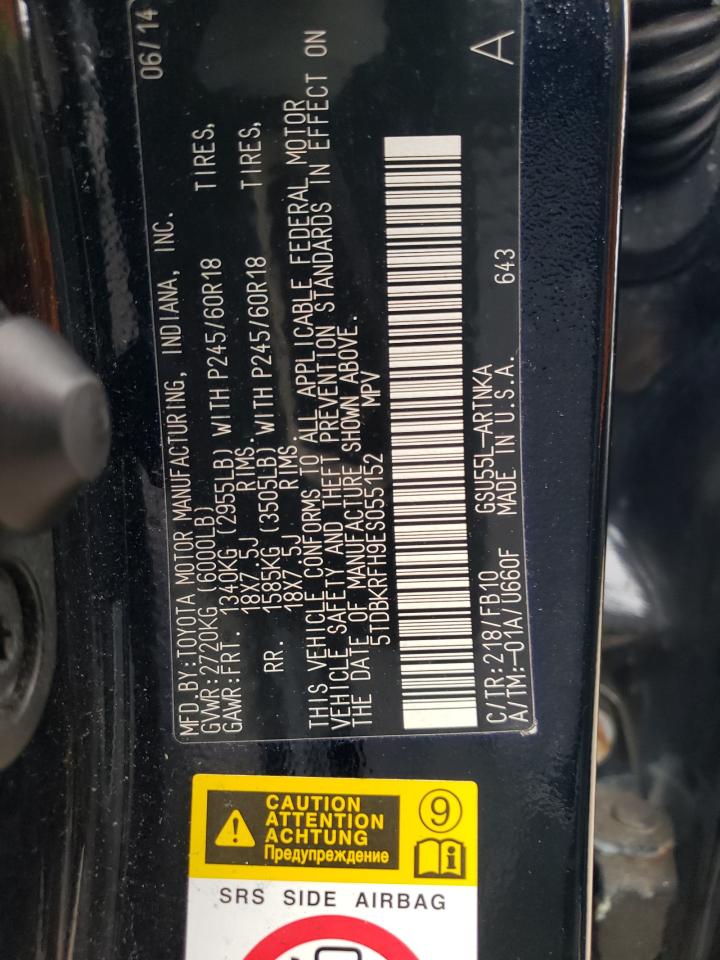 MFD BY:TOYOTA MOTOR MANUFACTURING, INDIANA, INC. 06/14
GVWR:2720KG (6000LB)
GAWR:FRT. 1340KG (2955LB) WITH P245/60R18 TIRES,
18X7.5J RIMS.
RR. 1585KG (3505LB) WITH P245/60R18 TIRES,
18X7.5J RIMS
THIS VEHICLE CONFORMS TO ALL APPLICABLE FEDERAL MOTOR
VEHICLE SAFETY AND THEFT PREVENTION STANDARDS IN EFFECT ON
THE DATE OF MANUFACTURE SHOWN ABOVE.
5TDBKRFH9ES055152 MPV
C/TR:218/FB10 GSU55L-ARTNKA 643 A
A/TM:-01A/U660F MADE IN U.S.A.
CAUTION
ATTENTION
ACHTUNG
Предупреждение
9
i
SRS SIDE AIRBAG